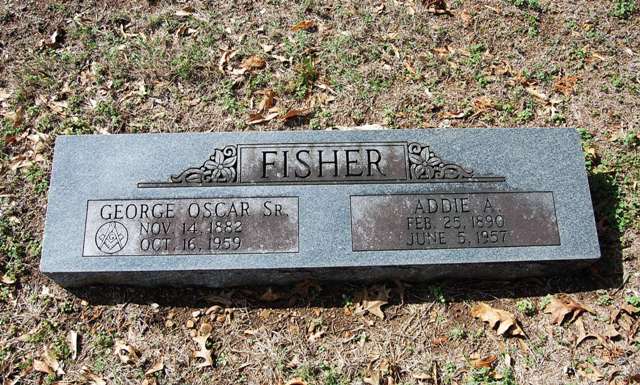 FISHER
GEORGE OSCAR SR.
NOV. 14, 1882
OCT. 16, 1959
G
ADDIE A.
FEB. 25, 1890
JUNE 5, 1957